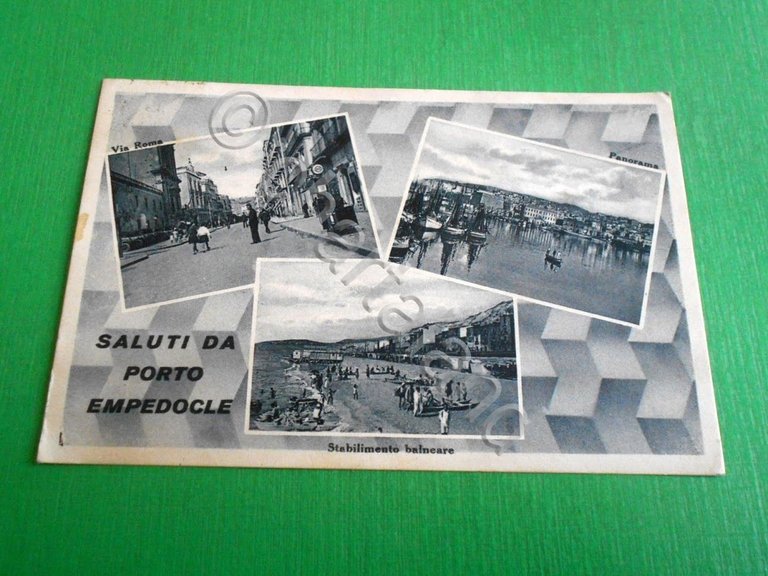 Via Roma
Panorama
SALUTI DA
PORTO
EMPEDOCLE
Stabilimento balneare